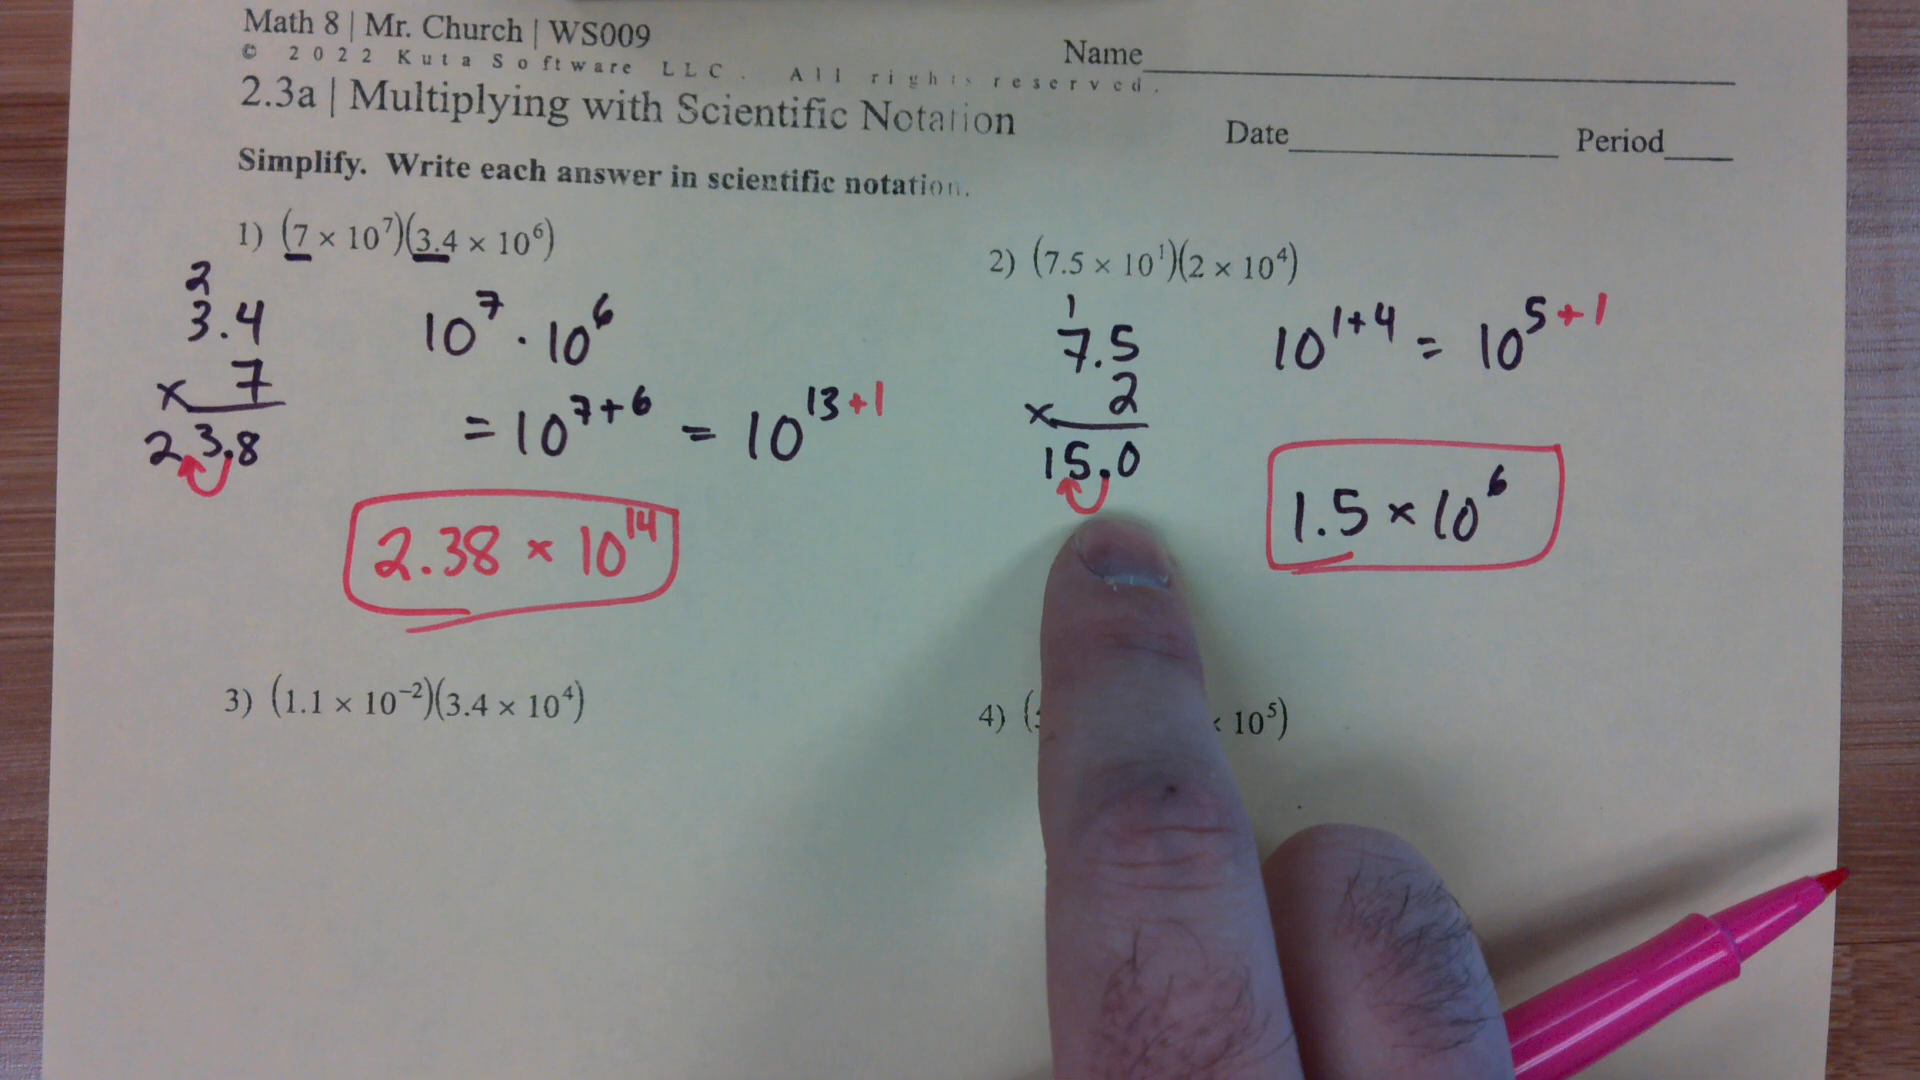 Math 8 | Mr. Church | WS009
© 2022 Kuta Software LLC. All rights reserved.
Name
2.3a | Multiplying with Scientific Notation
Date Period
Simplify. Write each answer in scientific notation.
1) (7 × 10⁷)(3.4 × 10⁶)
2
3.4
× 7
23.8
10⁷ · 10⁶
= 10⁷⁺⁶ = 10¹³⁺¹
2.38 × 10¹⁴
2) (7.5 × 10¹)(2 × 10⁴)
1
7.5
× 2
15.0
10¹⁺⁴ = 10⁵⁺¹
1.5 × 10⁶
3) (1.1 × 10⁻²)(3.4 × 10⁴)
4) (
× 10⁵)